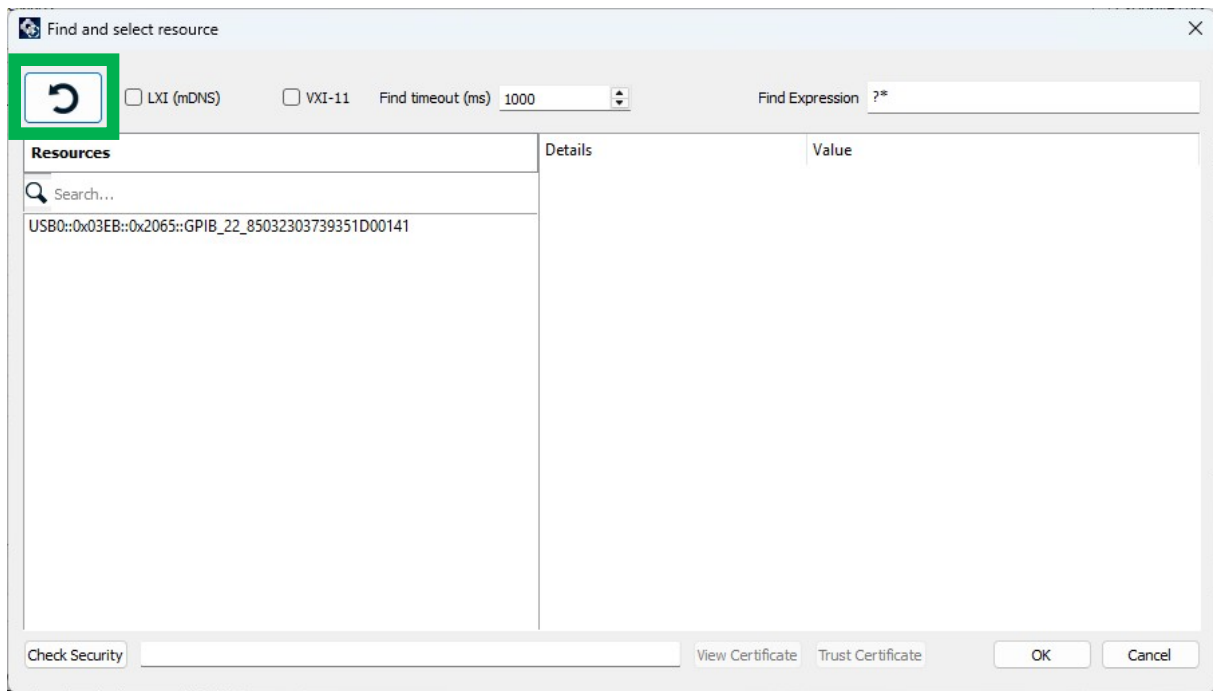 Find and select resource
LXI (mDNS) VXI-11 Find timeout (ms) 1000 Find Expression ?*
Resources Details Value
Search...
USB0::0x03EB::0x2065::GPIB_22_85032303739351D00141
Check Security View Certificate Trust Certificate OK Cancel